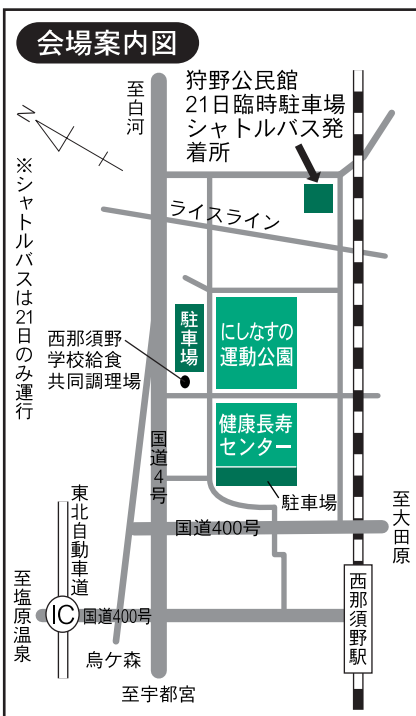 会場案内図
狩野公民館
21日臨時駐車場
シャトルバス発
着所
至白河
N
※シャトルバスは21日のみ運行
ライスライン
駐車場
にしなすの
運動公園
西那須野
学校給食
共同調理場
健康長寿
センター
国道4号
駐車場
東北自動車道
国道400号
至大田原
至塩原温泉
IC
国道400号
西那須野駅
烏ケ森
至宇都宮